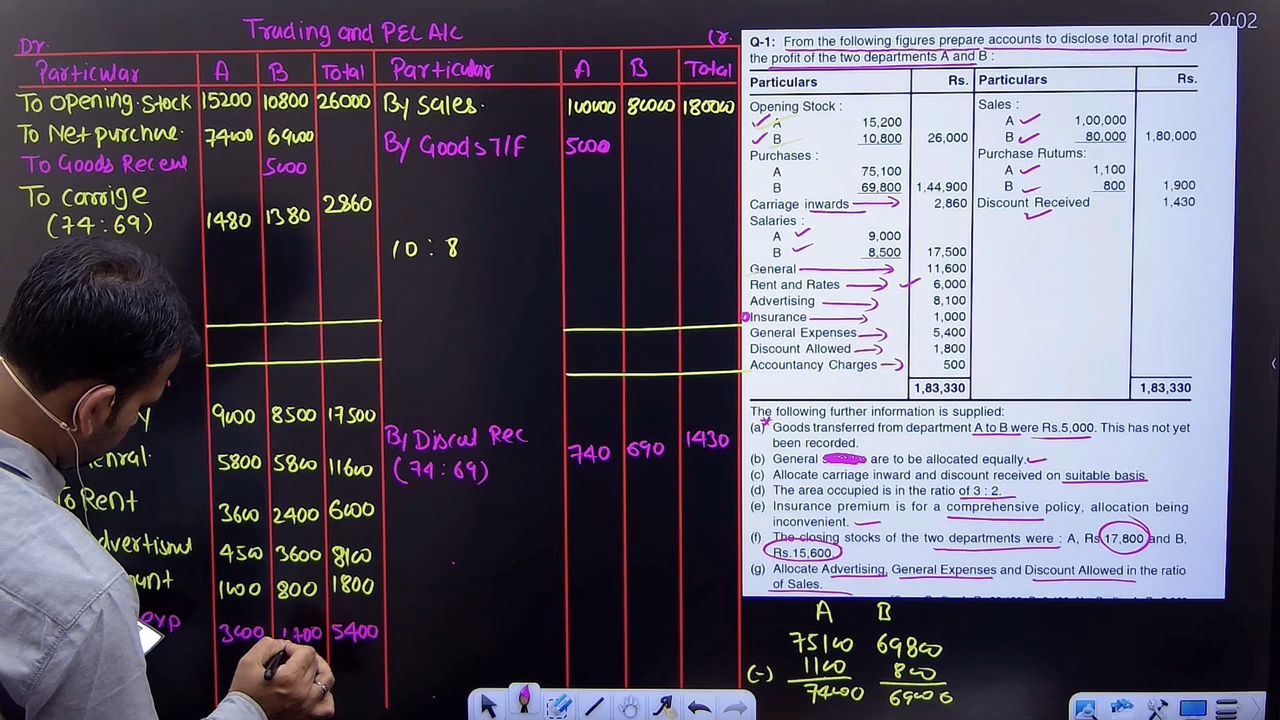 20:02
Trading and P&L A/c
Dr.
Cr.
Particular A B Total Particular A B Total
To Opening Stock 15200 10800 26000 By Sales. 100000 80000 180000
To Net purchase. 74000 69000 By Goods T/F 5000
To Goods Receu 5000
To Carrige 1480 1380 2860
(74:69)
10 : 8
9000 8500 17500 By Discut Rec 740 690 1430
(74:69)
5800 5800 11600
To Rent 3600 2400 6000
4500 3600 8100
1000 800 1800
exp 3000 5400
Q-1: From the following figures prepare accounts to disclose total profit and
the profit of the two departments A and B :
Particulars Rs. Particulars Rs.
Opening Stock : Sales :
A 15,200 A 1,00,000
B 10,800 26,000 B 80,000 1,80,000
Purchases : Purchase Ruturns:
A 75,100 A 1,100
B 69,800 1,44,900 B 800 1,900
Carriage inwards 2,860 Discount Received 1,430
Salaries :
A 9,000
B 8,500 17,500
General 11,600
Rent and Rates 6,000
Advertising 8,100
Insurance 1,000
General Expenses 5,400
Discount Allowed 1,800
Accountancy Charges 500
1,83,330 1,83,330
The following further information is supplied:
(a) Goods transferred from department A to B were Rs.5,000. This has not yet
been recorded.
(b) General are to be allocated equally.
(c) Allocate carriage inward and discount received on suitable basis.
(d) The area occupied is in the ratio of 3 : 2.
(e) Insurance premium is for a comprehensive policy, allocation being
inconvenient.
(f) The closing stocks of the two departments were : A, Rs. 17,800 and B,
Rs.15,600.
(g) Allocate Advertising, General Expenses and Discount Allowed in the ratio
of Sales.
A B
75100 69800
(-) 1100 800
74000 69000